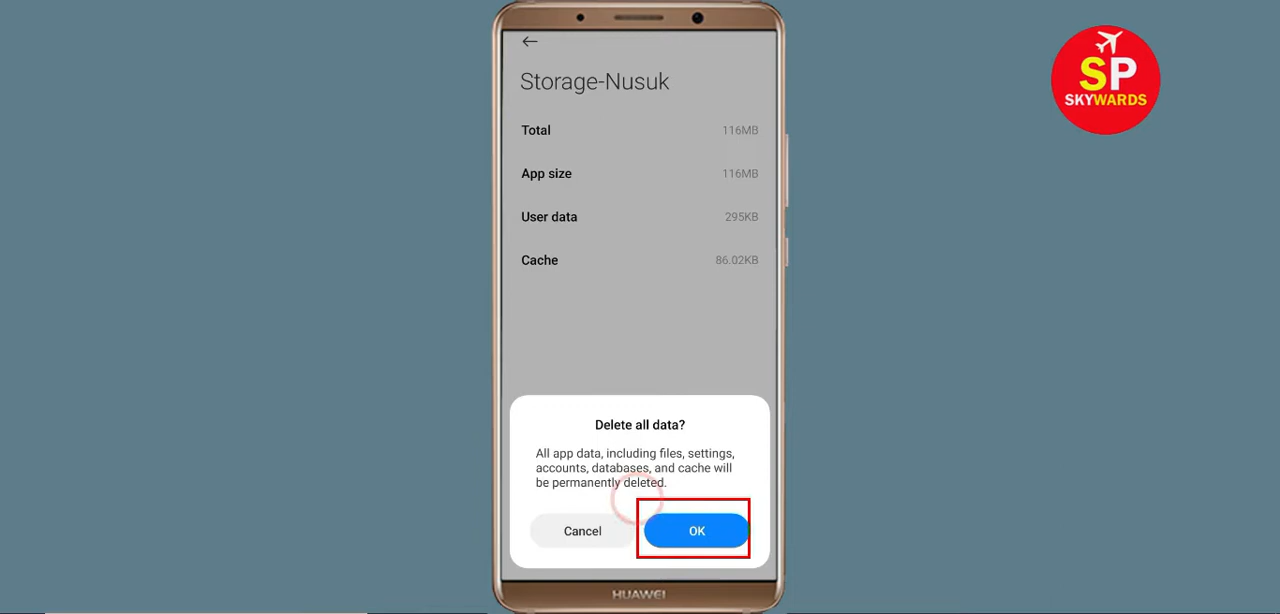 SP
SKYWARDS
Storage-Nusuk
Total 116MB
App size 116MB
User data 295KB
Cache 86.02KB
Delete all data?
All app data, including files, settings,
accounts, databases, and cache will
be permanently deleted.
Cancel OK
HUAWEI